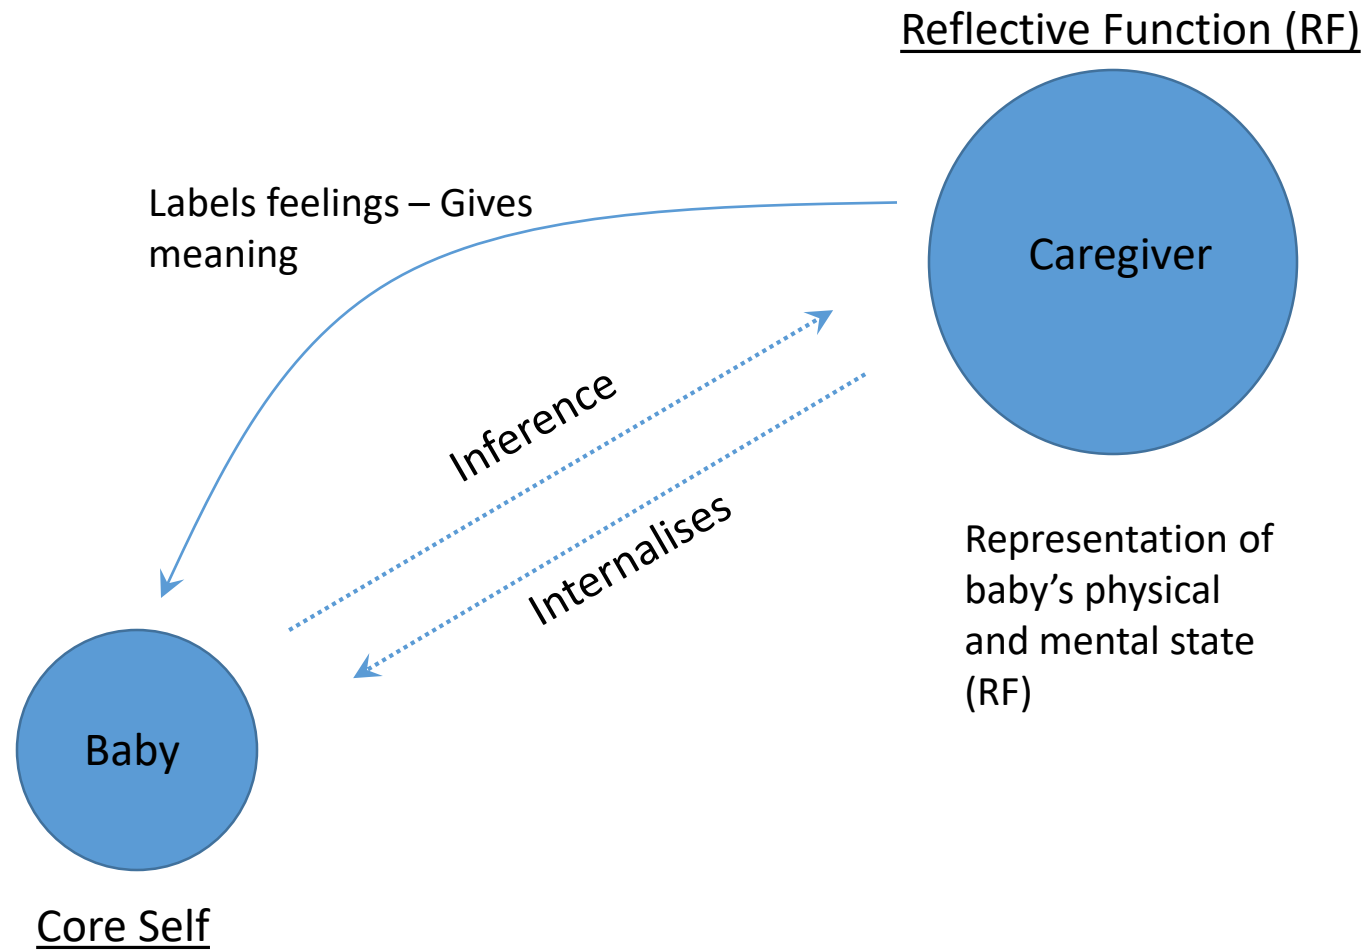 Reflective Function (RF)
Labels feelings – Gives
meaning
Caregiver
Inference
Internalises
Representation of
baby’s physical
and mental state
(RF)
Baby
Core Self